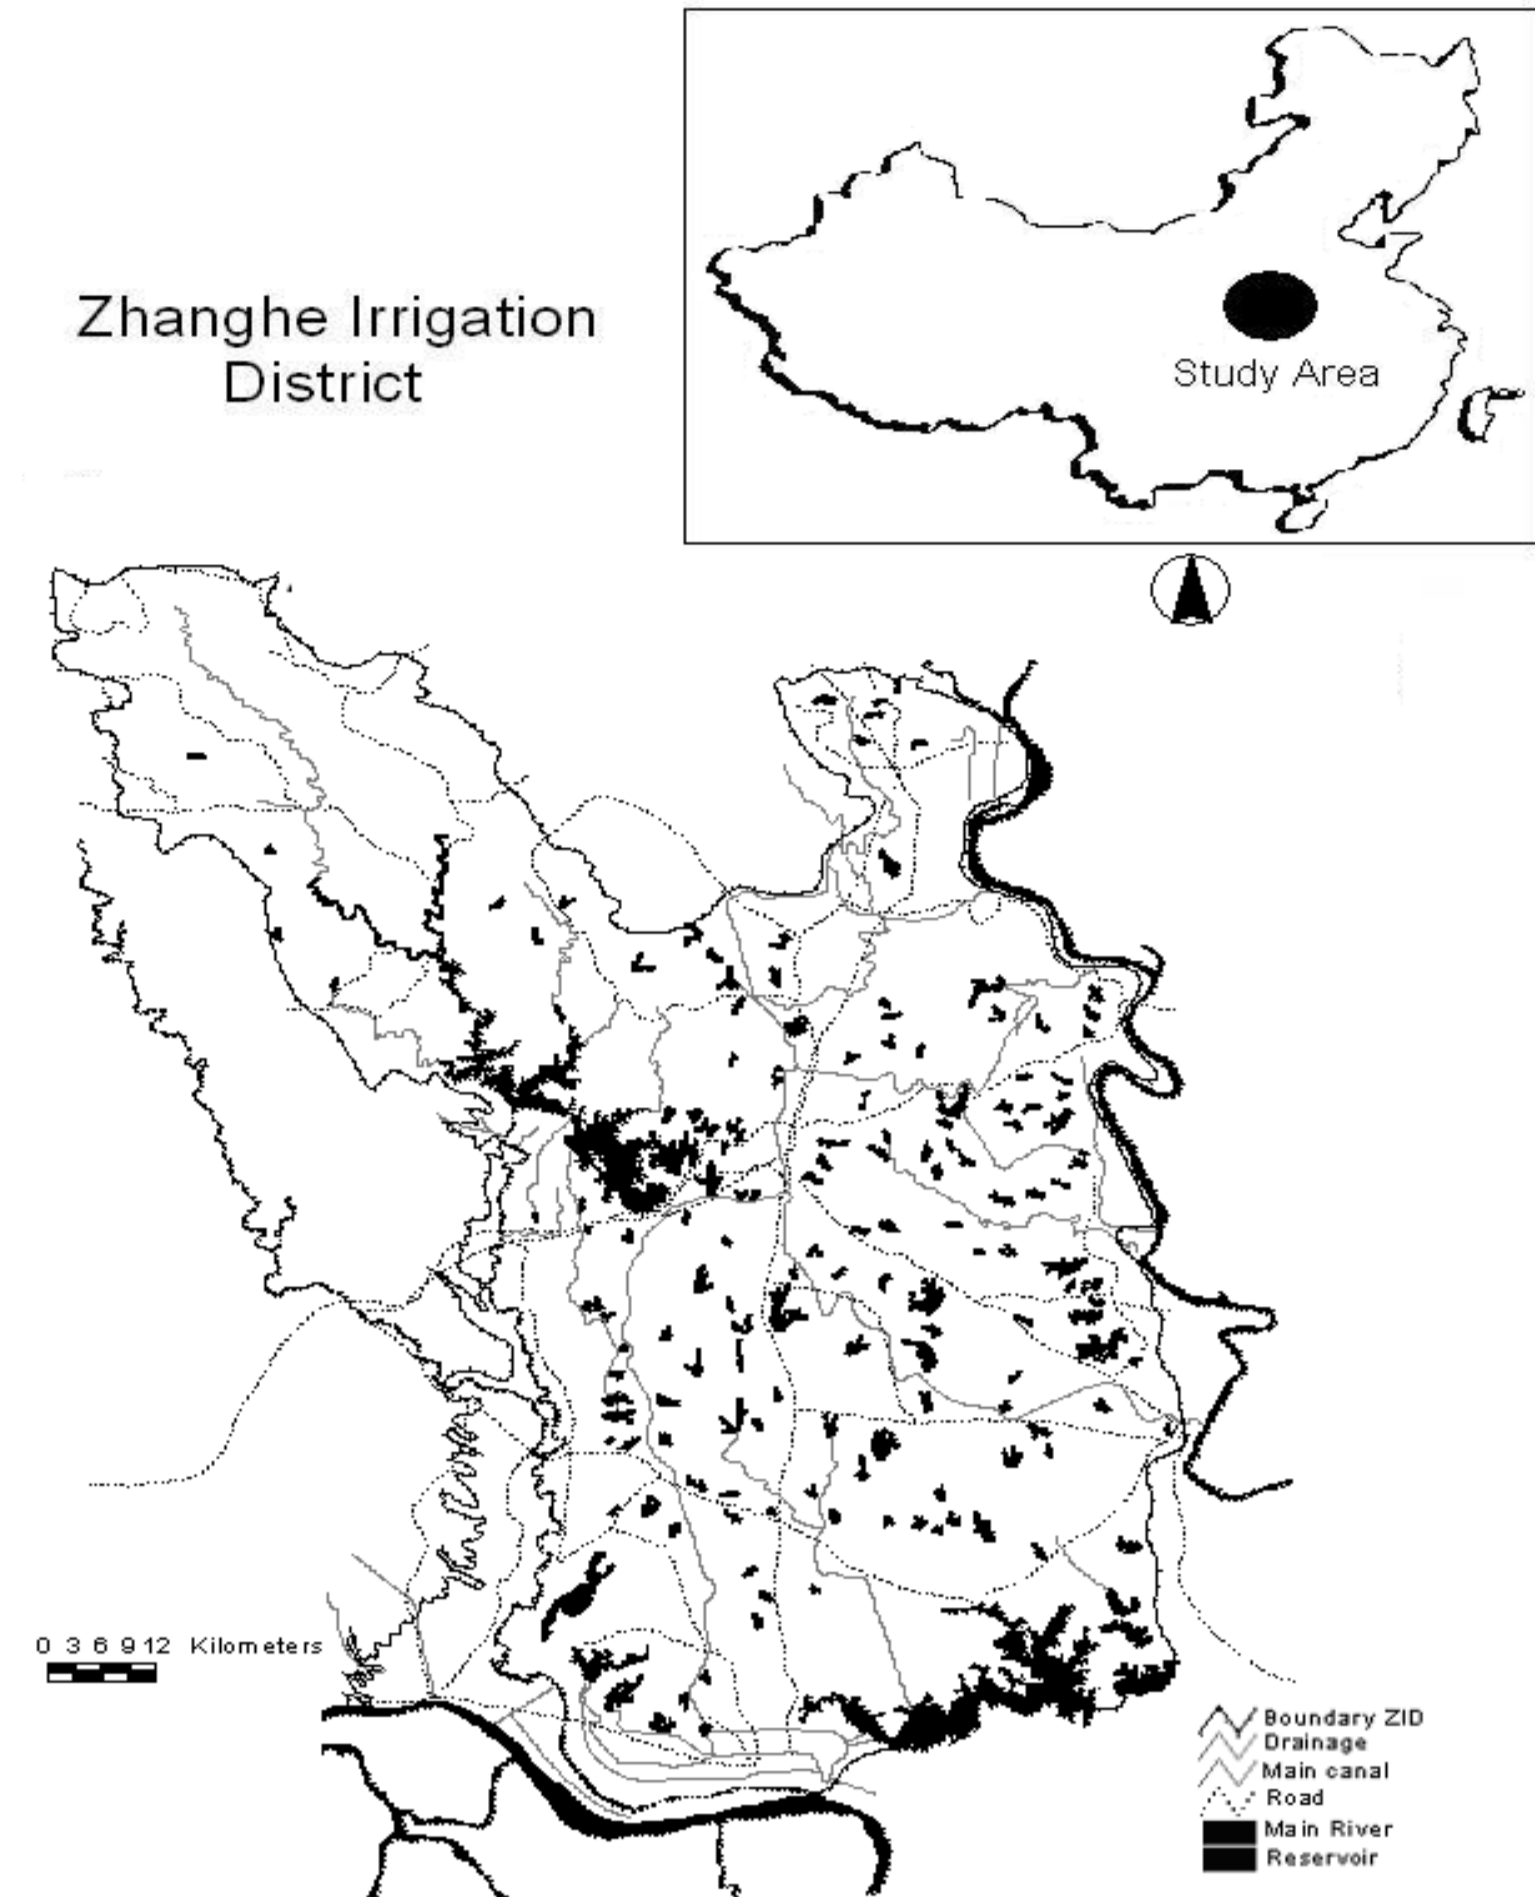 Zhanghe Irrigation
District
Study Area
0 3 6 9 12 Kilometers
Boundary ZID
Drainage
Main canal
Road
Main River
Reservoir